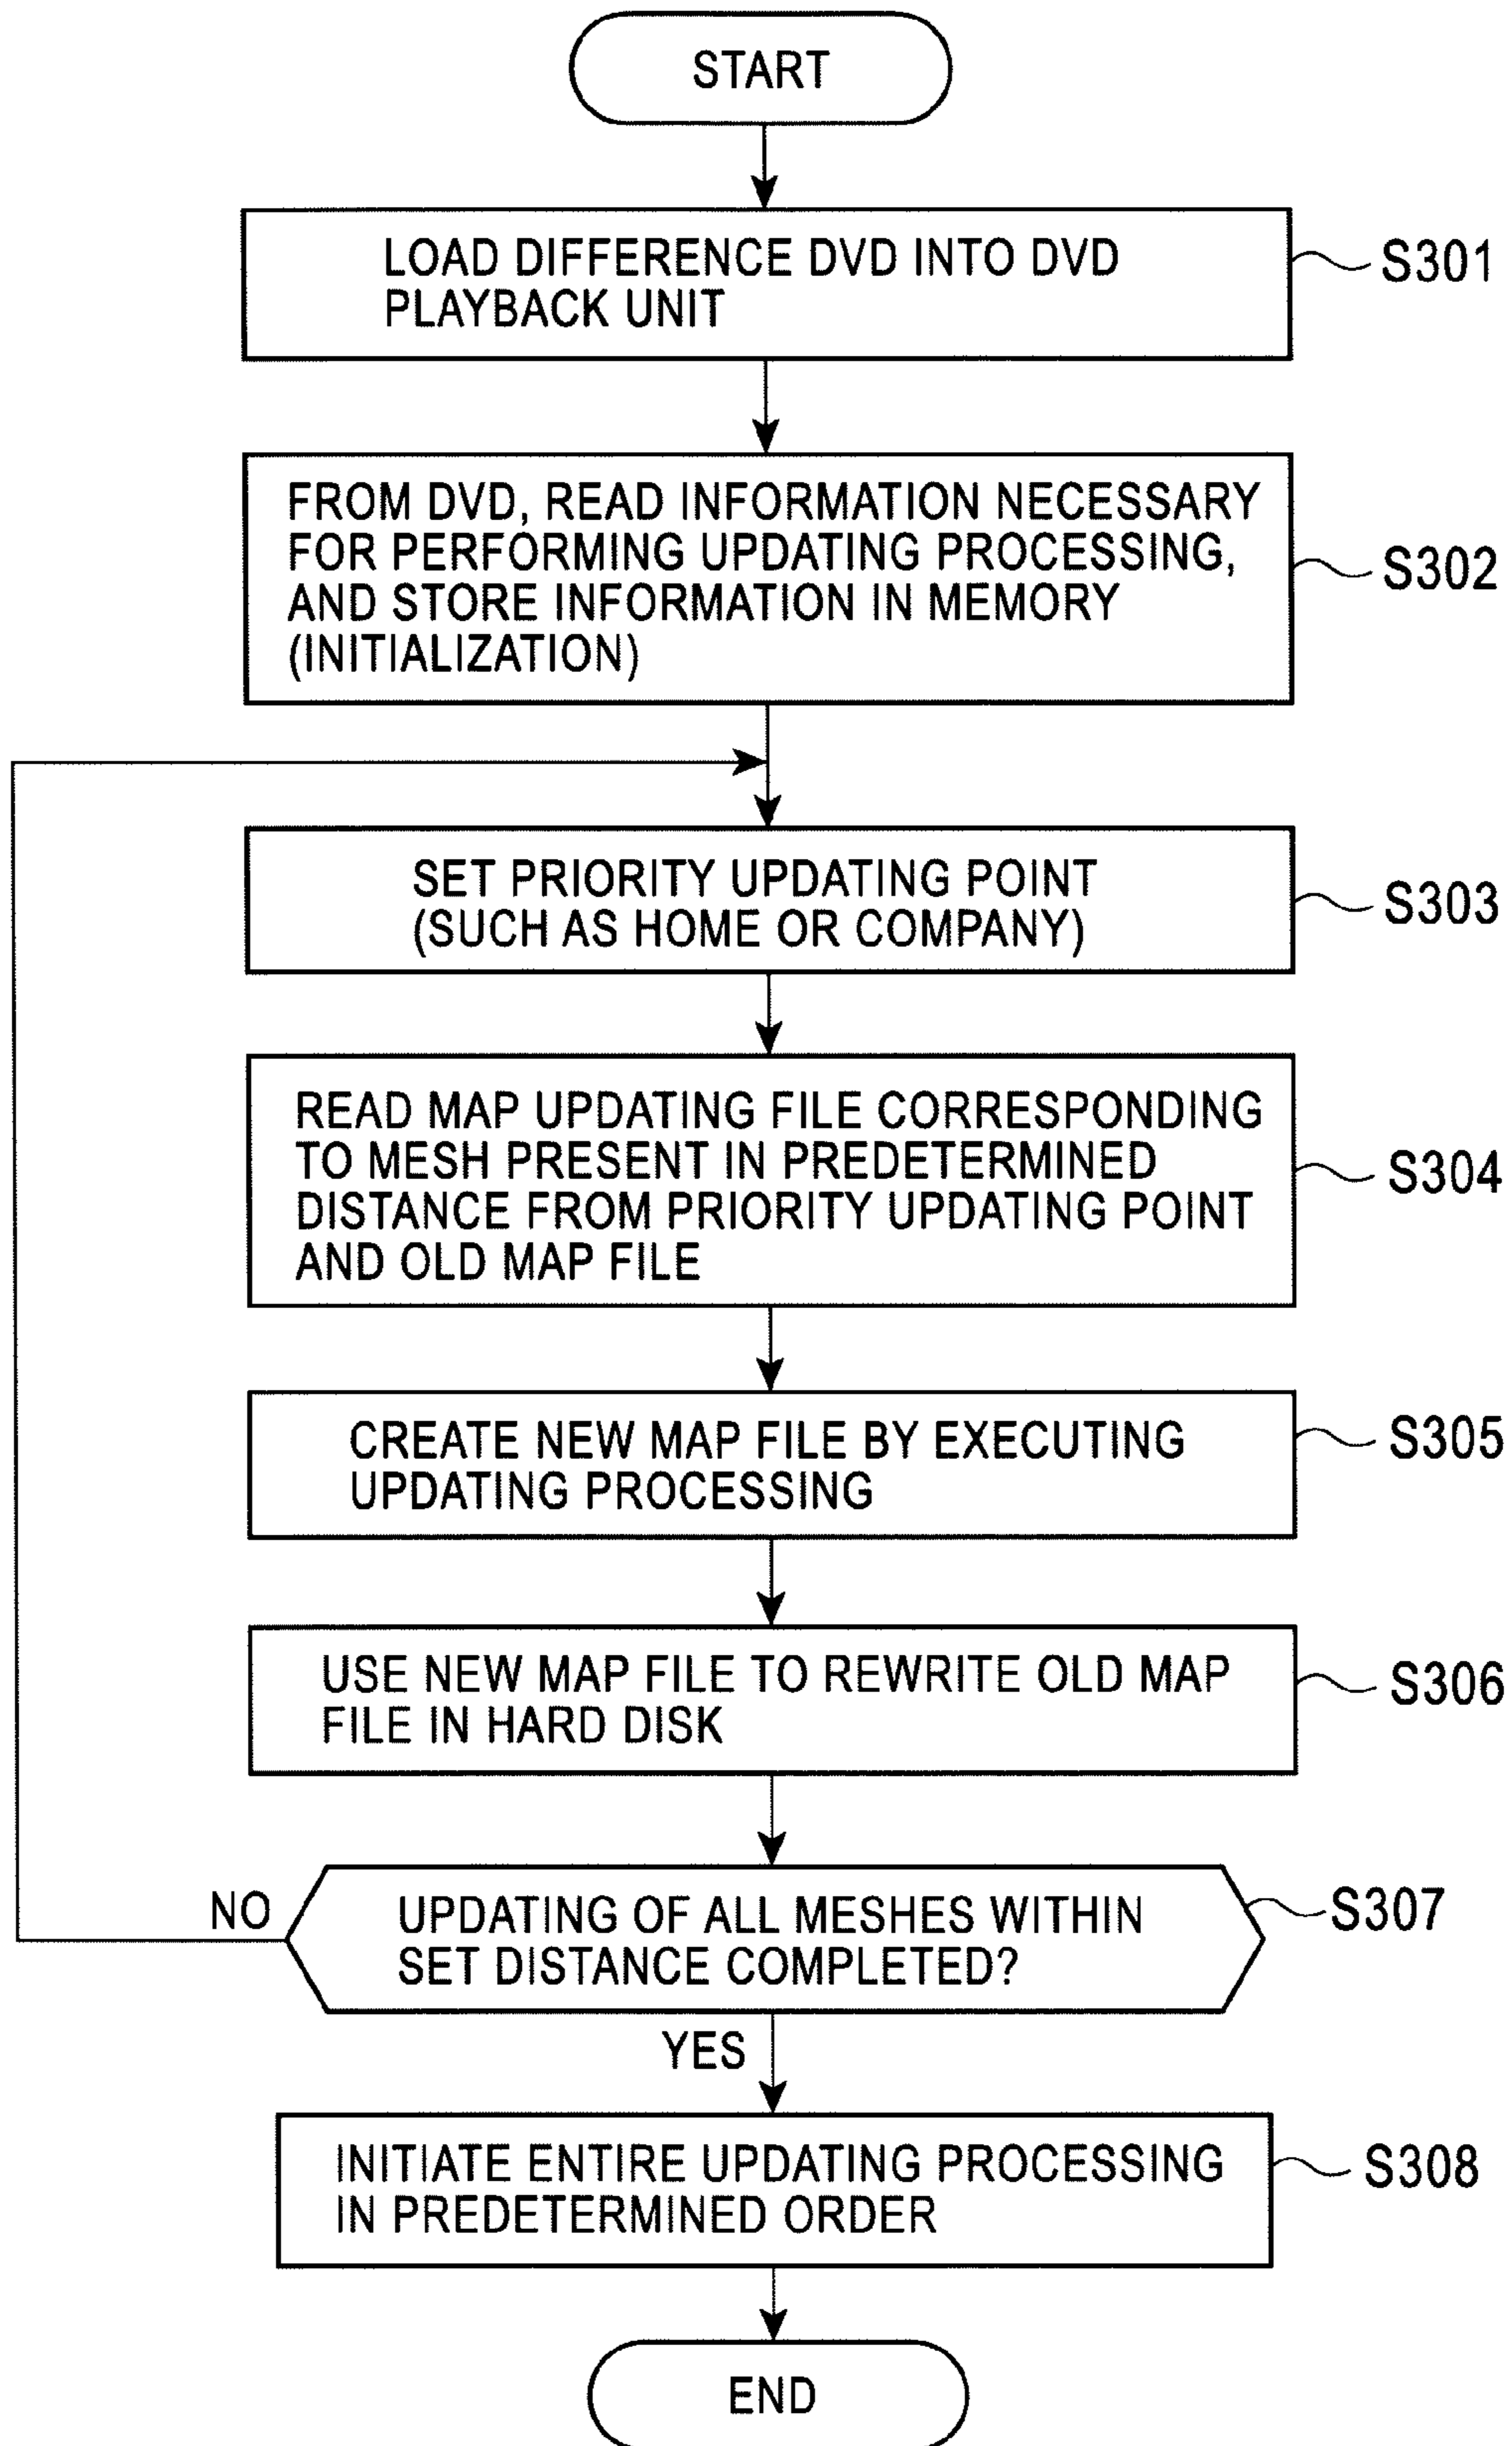 START
LOAD DIFFERENCE DVD INTO DVD
PLAYBACK UNIT
S301
FROM DVD, READ INFORMATION NECESSARY
FOR PERFORMING UPDATING PROCESSING,
AND STORE INFORMATION IN MEMORY
(INITIALIZATION)
S302
SET PRIORITY UPDATING POINT
(SUCH AS HOME OR COMPANY)
S303
READ MAP UPDATING FILE CORRESPONDING
TO MESH PRESENT IN PREDETERMINED
DISTANCE FROM PRIORITY UPDATING POINT
AND OLD MAP FILE
S304
CREATE NEW MAP FILE BY EXECUTING
UPDATING PROCESSING
S305
USE NEW MAP FILE TO REWRITE OLD MAP
FILE IN HARD DISK
S306
NO
UPDATING OF ALL MESHES WITHIN
SET DISTANCE COMPLETED?
S307
YES
INITIATE ENTIRE UPDATING PROCESSING
IN PREDETERMINED ORDER
S308
END